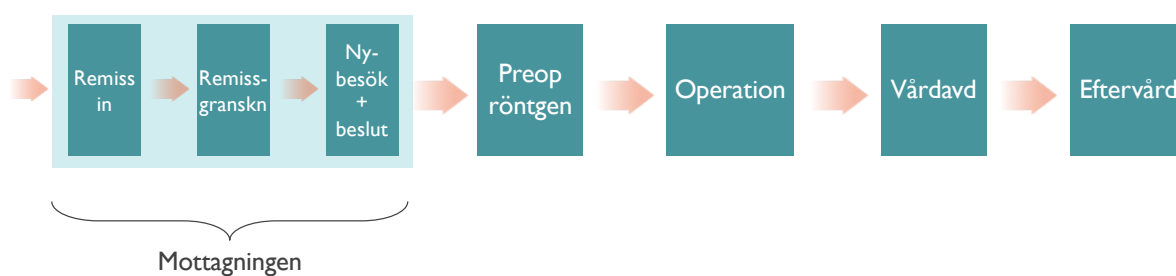 Remiss
in
Remiss-
granskn
Ny-
besök
+
beslut
Preop
röntgen
Operation
Vårdavd
Eftervård
Mottagningen